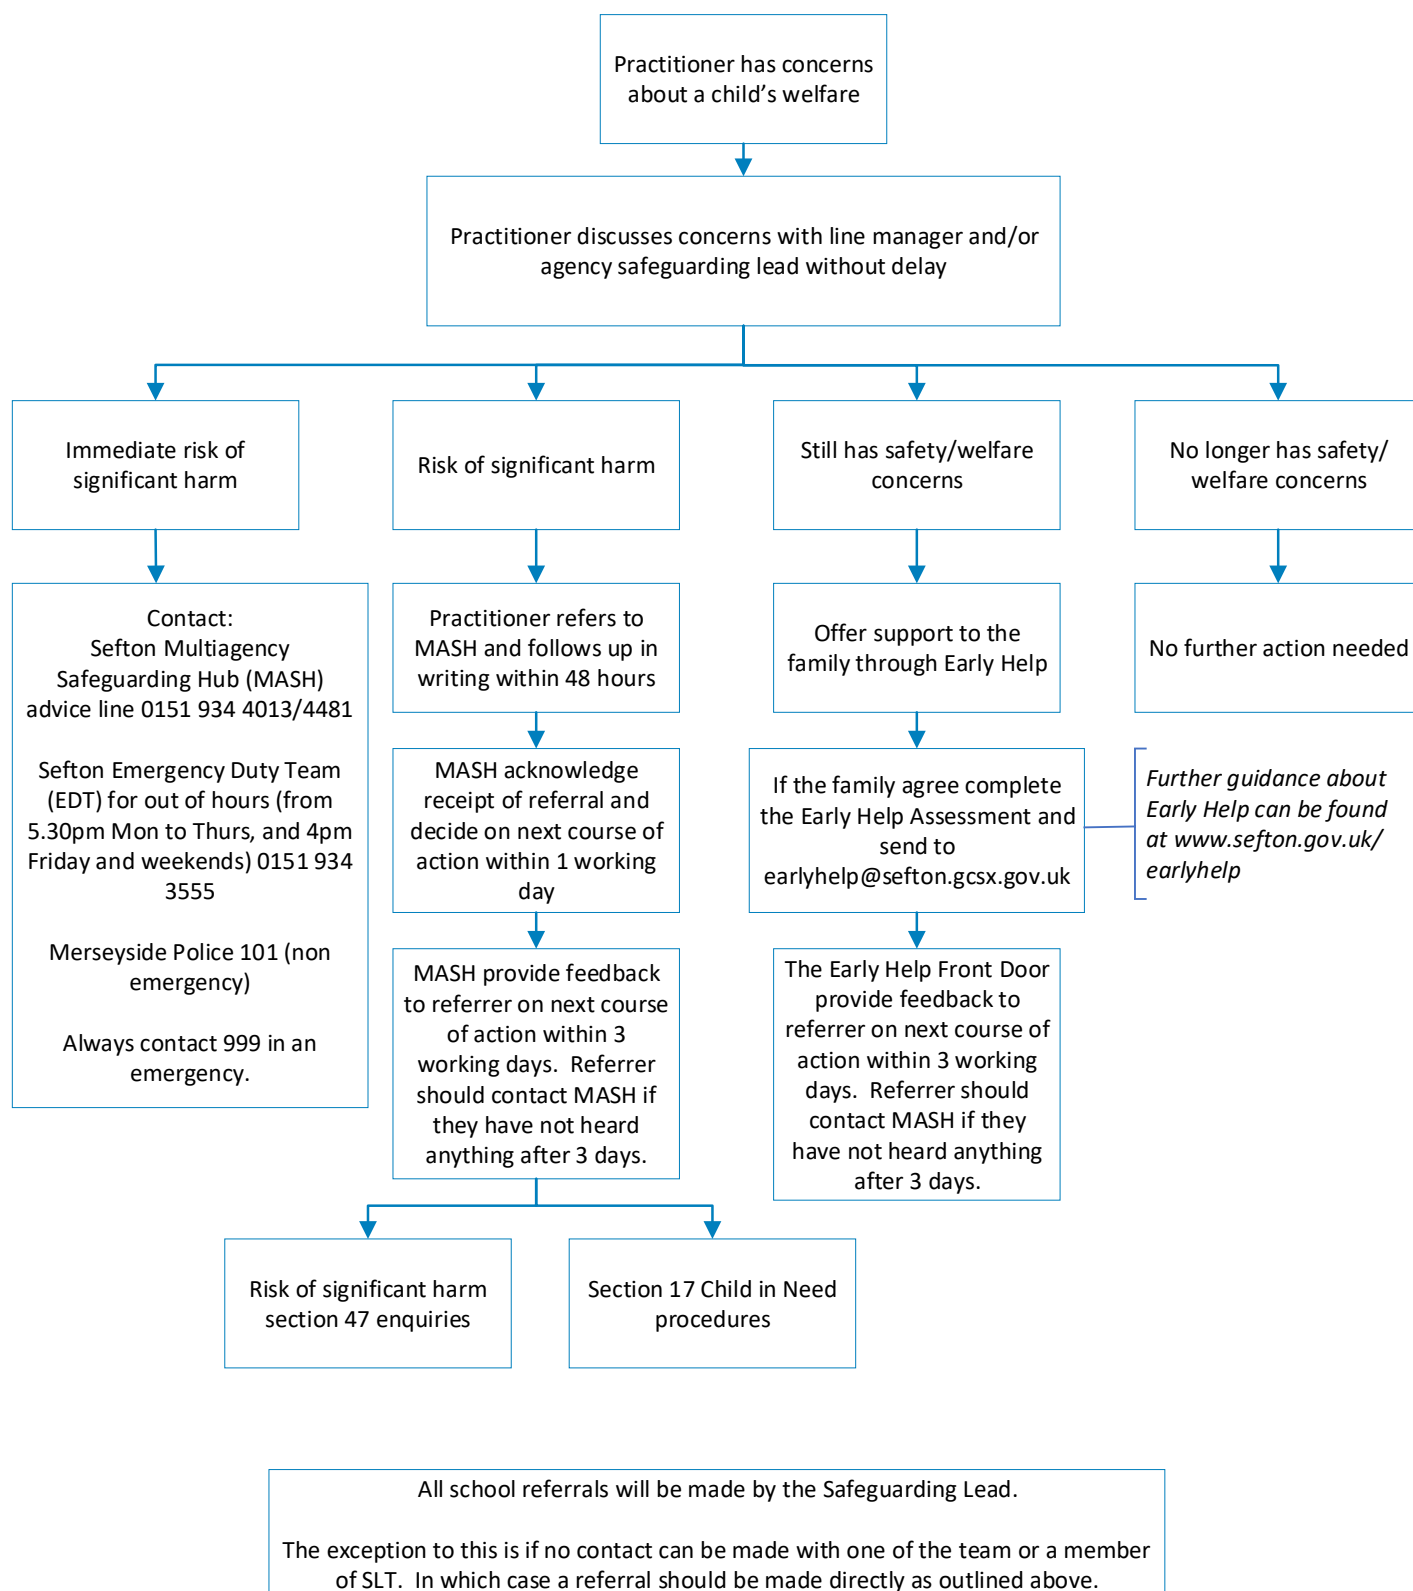 Practitioner has concerns
about a child's welfare
Practitioner discusses concerns with line manager and/or
agency safeguarding lead without delay
Immediate risk of
significant harm
Risk of significant harm
Still has safety/welfare
concerns
No longer has safety/
welfare concerns
Contact:
Sefton Multiagency
Safeguarding Hub (MASH)
advice line 0151 934 4013/4481
Sefton Emergency Duty Team
(EDT) for out of hours (from
5.30pm Mon to Thurs, and 4pm
Friday and weekends) 0151 934
3555
Merseyside Police 101 (non
emergency)
Always contact 999 in an
emergency.
Practitioner refers to
MASH and follows up in
writing within 48 hours
Offer support to the
family through Early Help
No further action needed
MASH acknowledge
receipt of referral and
decide on next course of
action within 1 working
day
If the family agree complete
the Early Help Assessment and
send to
earlyhelp@sefton.gcsx.gov.uk
Further guidance about
Early Help can be found
at www.sefton.gov.uk/
earlyhelp
MASH provide feedback
to referrer on next course
of action within 3
working days.  Referrer
should contact MASH if
they have not heard
anything after 3 days.
The Early Help Front Door
provide feedback to
referrer on next course of
action within 3 working
days.  Referrer should
contact MASH if they
have not heard anything
after 3 days.
Risk of significant harm
section 47 enquiries
Section 17 Child in Need
procedures
All school referrals will be made by the Safeguarding Lead.
The exception to this is if no contact can be made with one of the team or a member
of SLT.  In which case a referral should be made directly as outlined above.